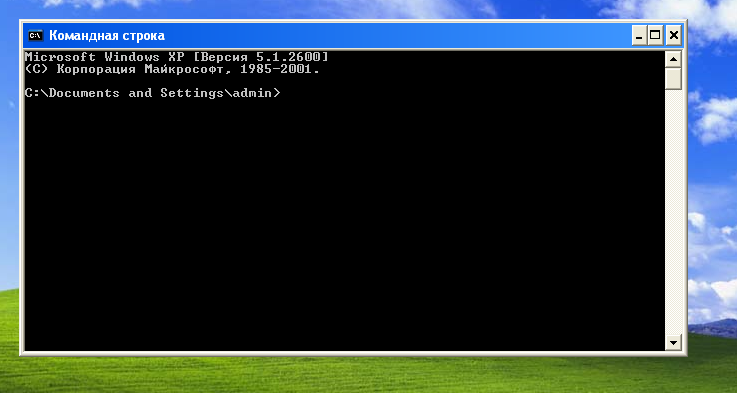 Командная строка
Microsoft Windows XP [Версия 5.1.2600]
(С) Корпорация Майкрософт, 1985-2001.
C:\Documents and Settings\admin>